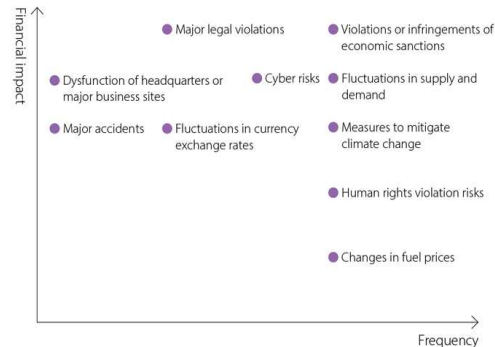 Financial impact
Major legal violations
Violations or infringements of
economic sanctions
Dysfunction of headquarters or
major business sites
Cyber risks
Fluctuations in supply and
demand
Major accidents
Fluctuations in currency
exchange rates
Measures to mitigate
climate change
Human rights violation risks
Changes in fuel prices
Frequency